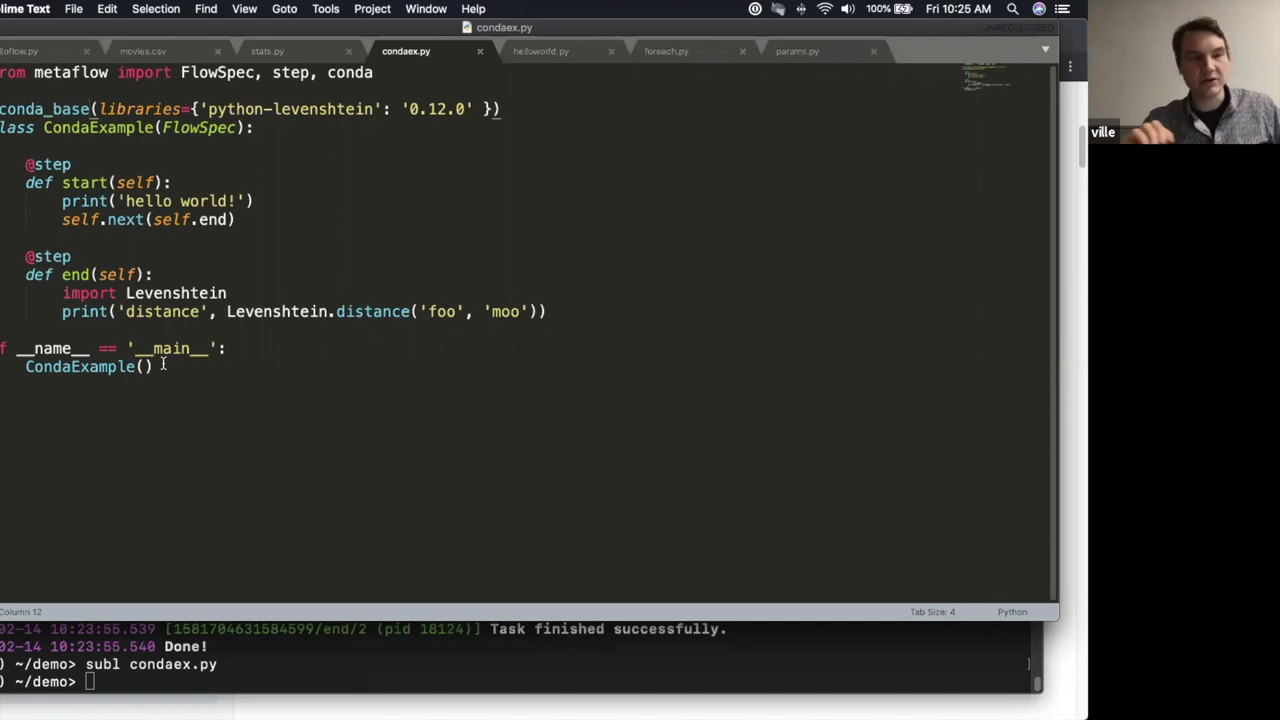 lime Text File Edit Selection Find View Goto Tools Project Window Help 100% Fri 10:25 AM
condaex.py UNREGISTERED
lloflow.py movies.csv stats.py condaex.py helloworld.py foreach.py params.py
rom metaflow import FlowSpec, step, conda
conda_base(libraries={'python-levenshtein': '0.12.0' })
lass CondaExample(FlowSpec):
@step
def start(self):
print('hello world!')
self.next(self.end)
@step
def end(self):
import Levenshtein
print('distance', Levenshtein.distance('foo', 'moo'))
f __name__ == '__main__':
CondaExample()
Column 12 Tab Size: 4 Python
02-14 10:23:55.539 [1581704631584599/end/2 (pid 18124)] Task finished successfully.
02-14 10:23:55.540 Done!
) ~/demo> subl condaex.py
) ~/demo>
ville